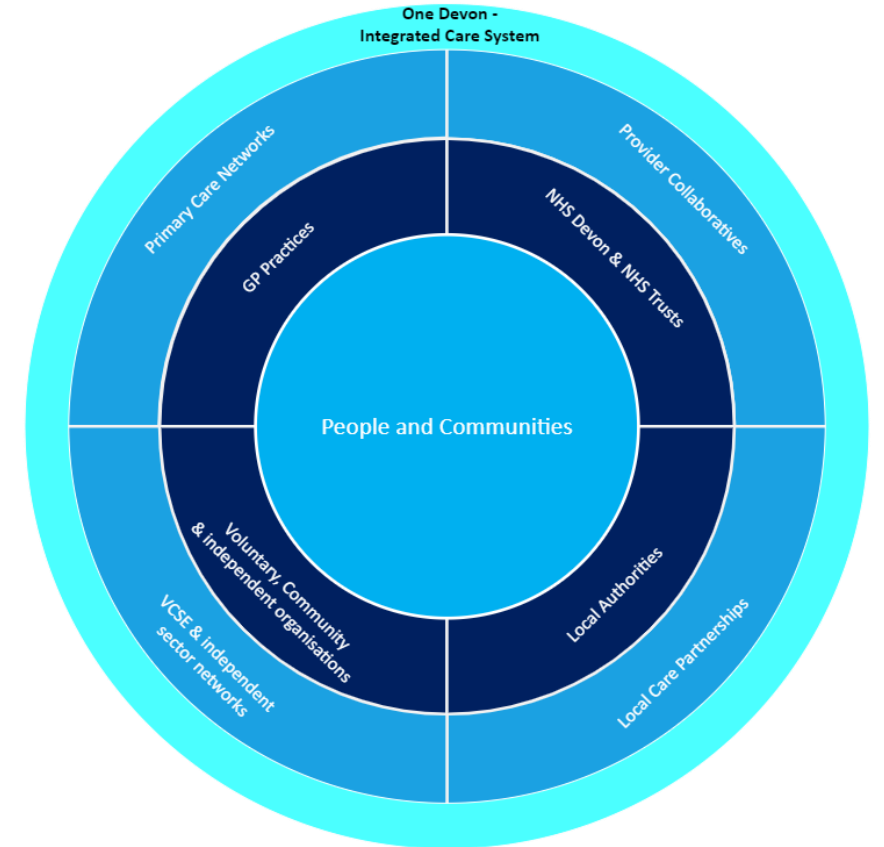 One Devon -
Integrated Care System
Primary Care Networks
Provider Collaboratives
GP Practices
NHS Devon & NHS Trusts
People and Communities
Voluntary, Community
& independent organisations
Local Authorities
VCSE & independent
sector networks
Local Care Partnerships